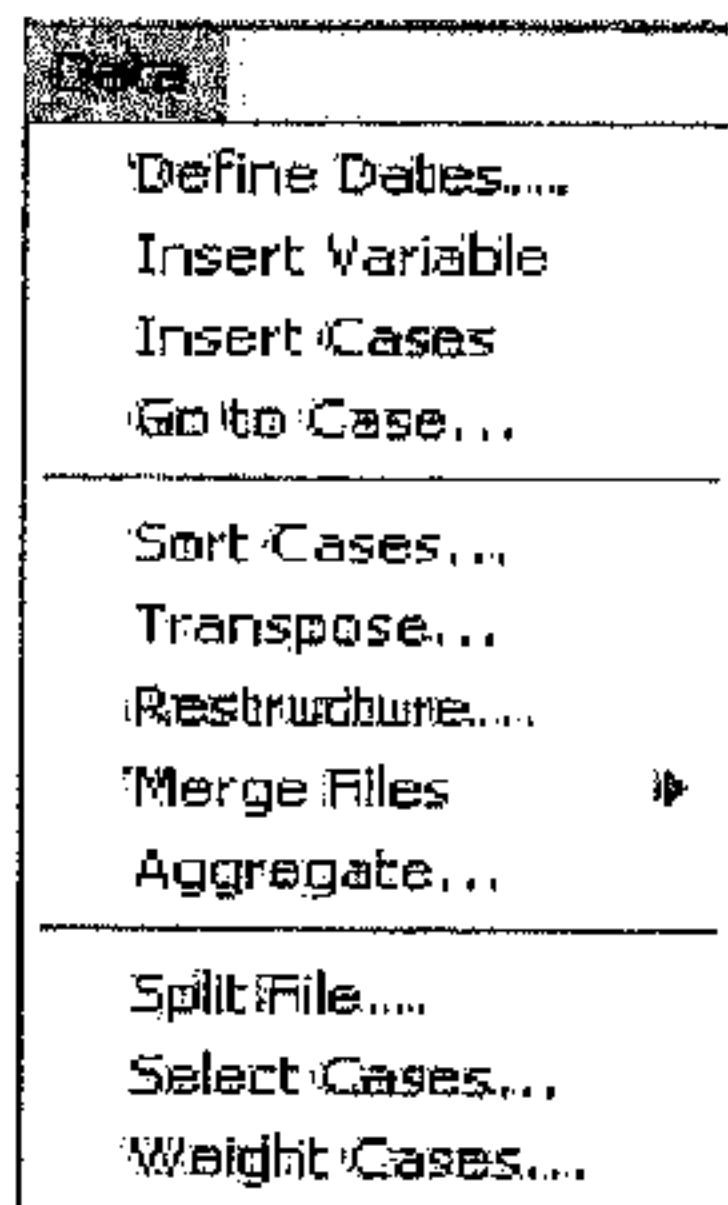 Data
Define Dates...
Insert Variable
Insert Cases
Go to Case...
Sort Cases...
Transpose...
Restructure...
Merge Files
Aggregate...
Split File...
Select Cases...
Weight Cases...